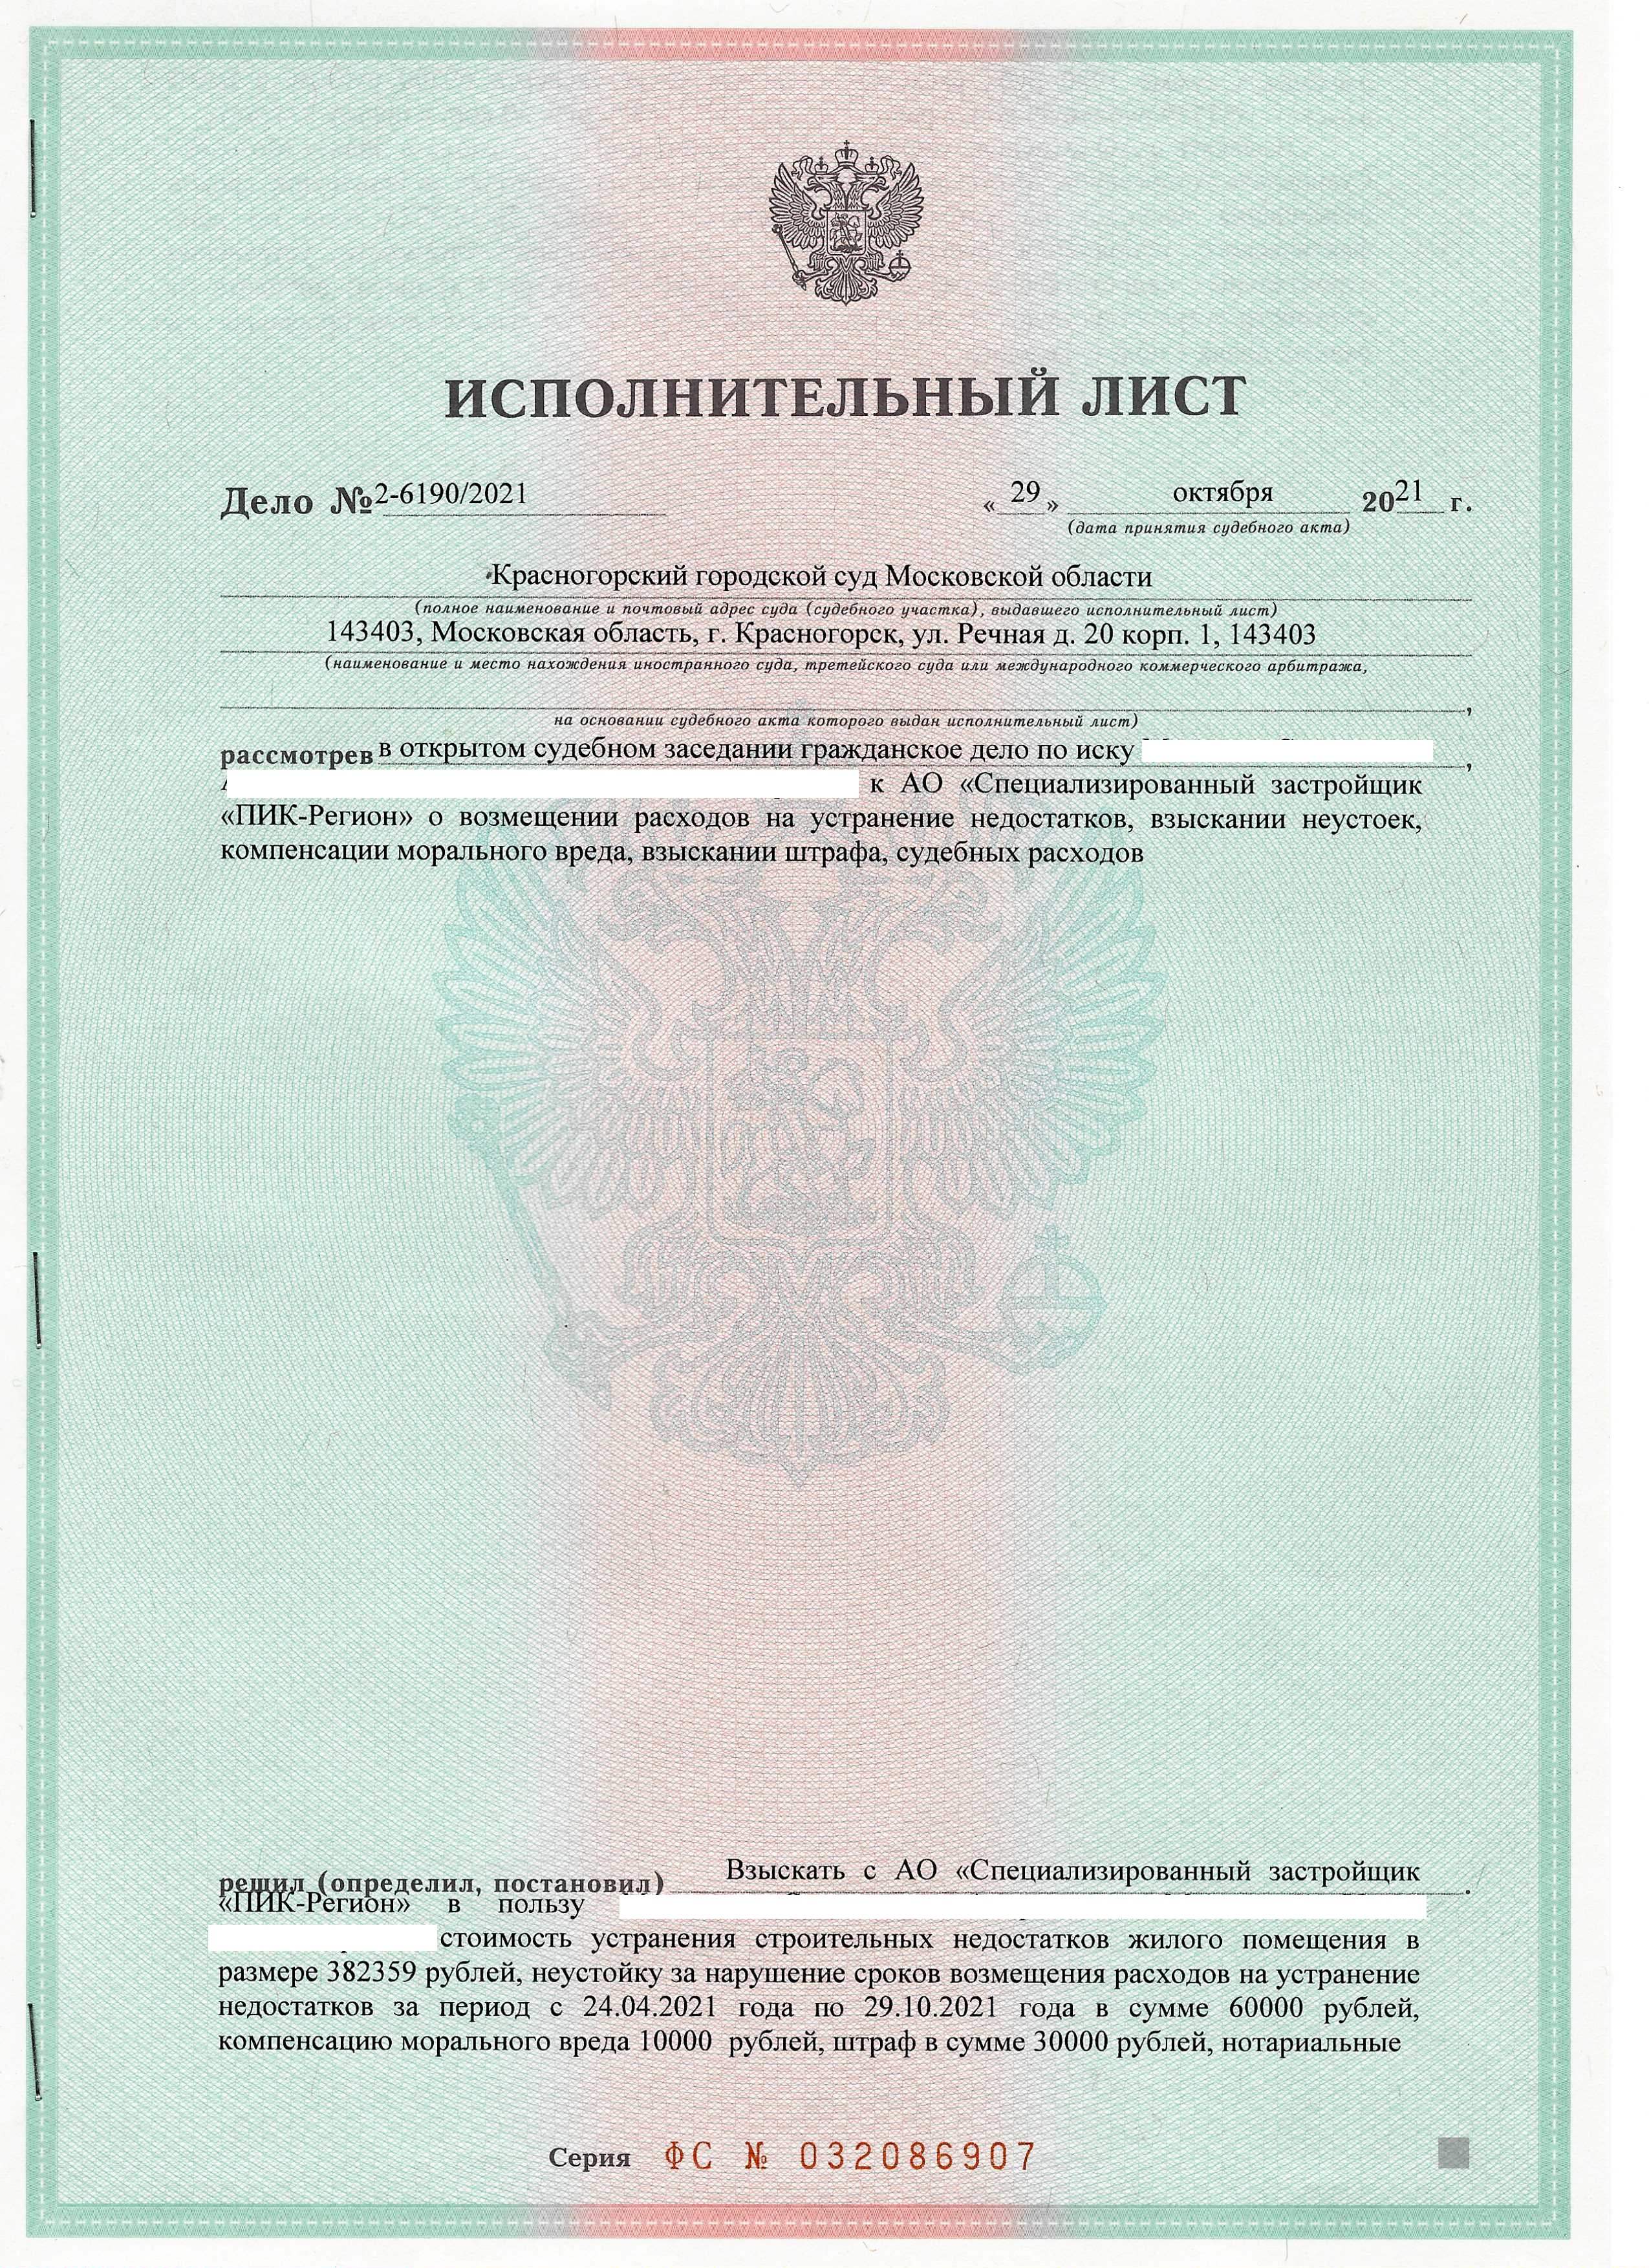 ИСПОЛНИТЕЛЬНЫЙ ЛИСТ
Дело № 2-6190/2021 « 29 » октября 2021 г.
(дата принятия судебного акта)
Красногорский городской суд Московской области
(полное наименование и почтовый адрес суда (судебного участка), выдавшего исполнительный лист)
143403, Московская область, г. Красногорск, ул. Речная д. 20 корп. 1, 143403
(наименование и место нахождения иностранного суда, третейского суда или международного коммерческого арбитража,
,
на основании судебного акта которого выдан исполнительный лист)
рассмотрев в открытом судебном заседании гражданское дело по иску ,
к АО «Специализированный застройщик
«ПИК-Регион» о возмещении расходов на устранение недостатков, взыскании неустоек,
компенсации морального вреда, взыскании штрафа, судебных расходов
решил (определил, постановил) Взыскать с АО «Специализированный застройщик .
«ПИК-Регион» в пользу
стоимость устранения строительных недостатков жилого помещения в
размере 382359 рублей, неустойку за нарушение сроков возмещения расходов на устранение
недостатков за период с 24.04.2021 года по 29.10.2021 года в сумме 60000 рублей,
компенсацию морального вреда 10000 рублей, штраф в сумме 30000 рублей, нотариальные
Серия ФС № 032086907